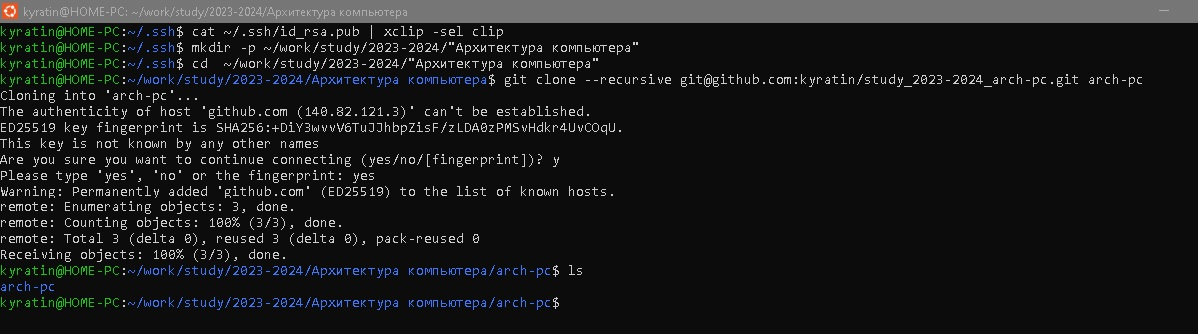 kyratin@HOME-PC: ~/work/study/2023-2024/Архитектура компьютера
kyratin@HOME-PC:~/.ssh$ cat ~/.ssh/id_rsa.pub | xclip -sel clip
kyratin@HOME-PC:~/.ssh$ mkdir -p ~/work/study/2023-2024/"Архитектура компьютера"
kyratin@HOME-PC:~/.ssh$ cd  ~/work/study/2023-2024/"Архитектура компьютера"
kyratin@HOME-PC:~/work/study/2023-2024/Архитектура компьютера$ git clone --recursive git@github.com:kyratin/study_2023-2024_arch-pc.git arch-pc
Cloning into 'arch-pc'...
The authenticity of host 'github.com (140.82.121.3)' can't be established.
ED25519 key fingerprint is SHA256:+DiY3wvvV6TuJJhbpZisF/zLDA0zPMSvHdkr4UvCOqU.
This key is not known by any other names
Are you sure you want to continue connecting (yes/no/[fingerprint])? y
Please type 'yes', 'no' or the fingerprint: yes
Warning: Permanently added 'github.com' (ED25519) to the list of known hosts.
remote: Enumerating objects: 3, done.
remote: Counting objects: 100% (3/3), done.
remote: Total 3 (delta 0), reused 3 (delta 0), pack-reused 0
Receiving objects: 100% (3/3), done.
kyratin@HOME-PC:~/work/study/2023-2024/Архитектура компьютера/arch-pc$ ls
arch-pc
kyratin@HOME-PC:~/work/study/2023-2024/Архитектура компьютера/arch-pc$